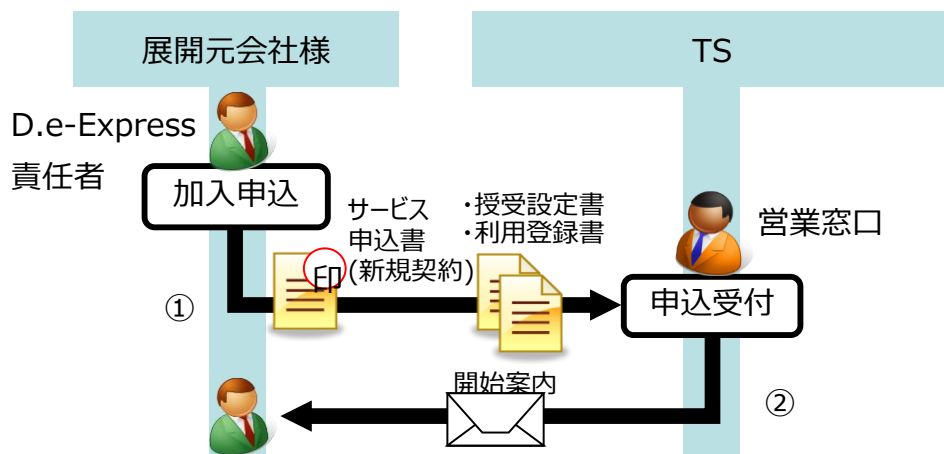 展開元会社様
TS
D.e-Express
責任者
加入申込
サービス
申込書
(新規契約)
印
・授受設定書
・利用登録書
営業窓口
申込受付
①
開始案内
②